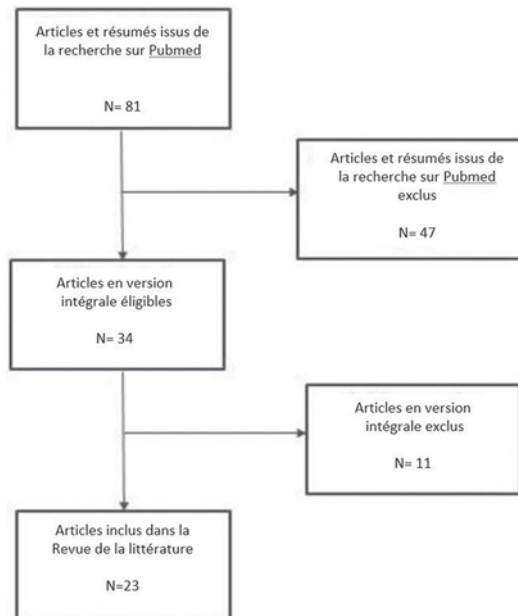 Articles et résumés issus de
la recherche sur Pubmed
N= 81
Articles et résumés issus de
la recherche sur Pubmed
exclus
N= 47
Articles en version
intégrale éligibles
N= 34
Articles en version
intégrale exclus
N= 11
Articles inclus dans la
Revue de la littérature
N=23